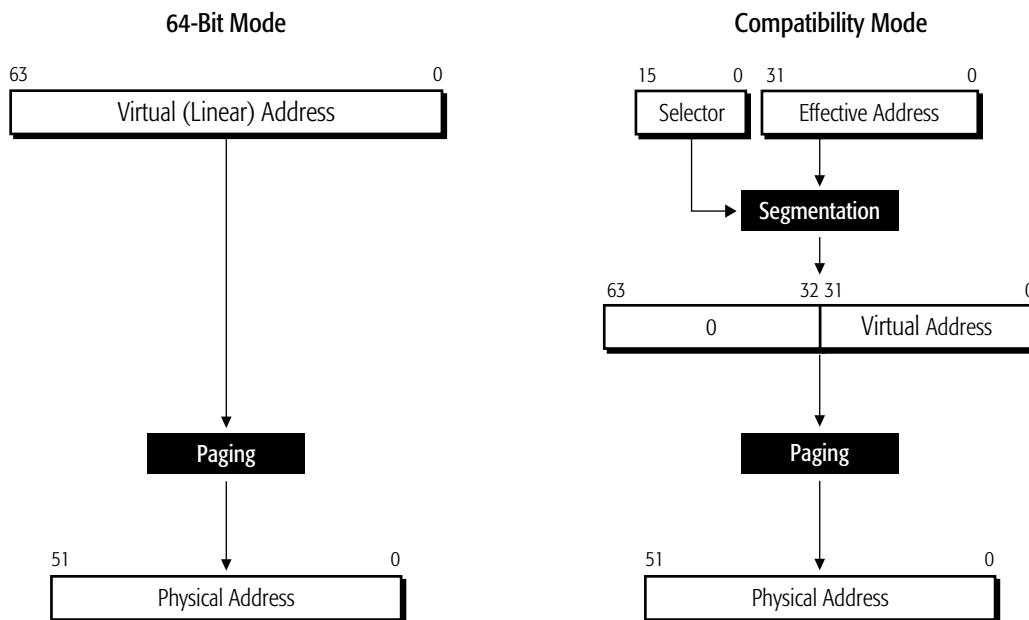 64-Bit Mode
Compatibility Mode
63 0
15 0 31 0
Virtual (Linear) Address
Selector
Effective Address
Segmentation
63 32 31 0
0
Virtual Address
Paging
Paging
51 0
51 0
Physical Address
Physical Address